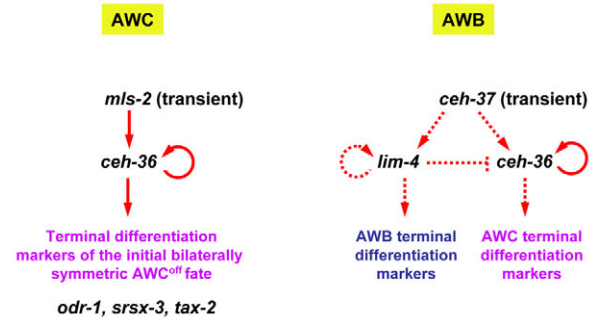 AWC
AWB
mls-2 (transient)
ceh-37 (transient)
ceh-36
lim-4
ceh-36
Terminal differentiation
markers of the initial bilaterally
symmetric AWCoff fate
AWB terminal
differentiation
markers
AWC terminal
differentiation
markers
odr-1, srsx-3, tax-2